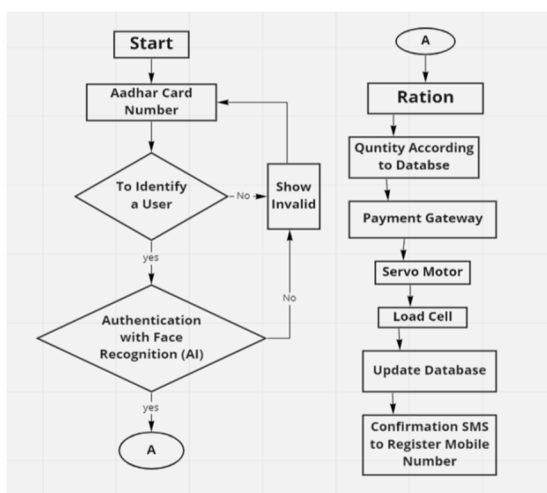 Start
Aadhar Card
Number
To Identify
a User
No
Show
Invalid
yes
Authentication
with Face
Recognition (AI)
No
yes
A
A
Ration
Quntity According
to Databse
Payment Gateway
Servo Motor
Load Cell
Update Database
Confirmation SMS
to Register Mobile
Number